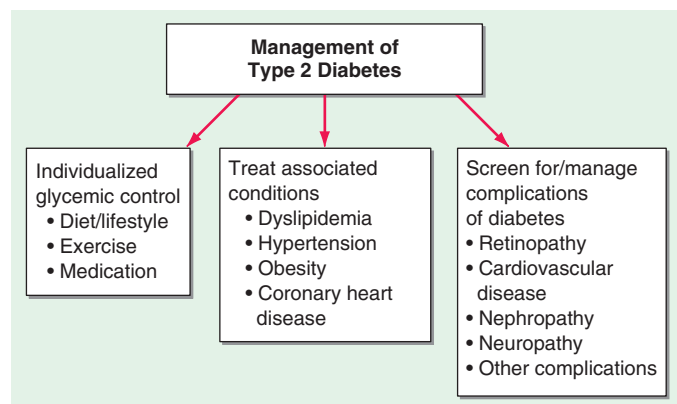 Management of
Type 2 Diabetes
Individualized
glycemic control
• Diet/lifestyle
• Exercise
• Medication
Treat associated
conditions
• Dyslipidemia
• Hypertension
• Obesity
• Coronary heart
disease
Screen for/manage
complications
of diabetes
• Retinopathy
• Cardiovascular
disease
• Nephropathy
• Neuropathy
• Other complications